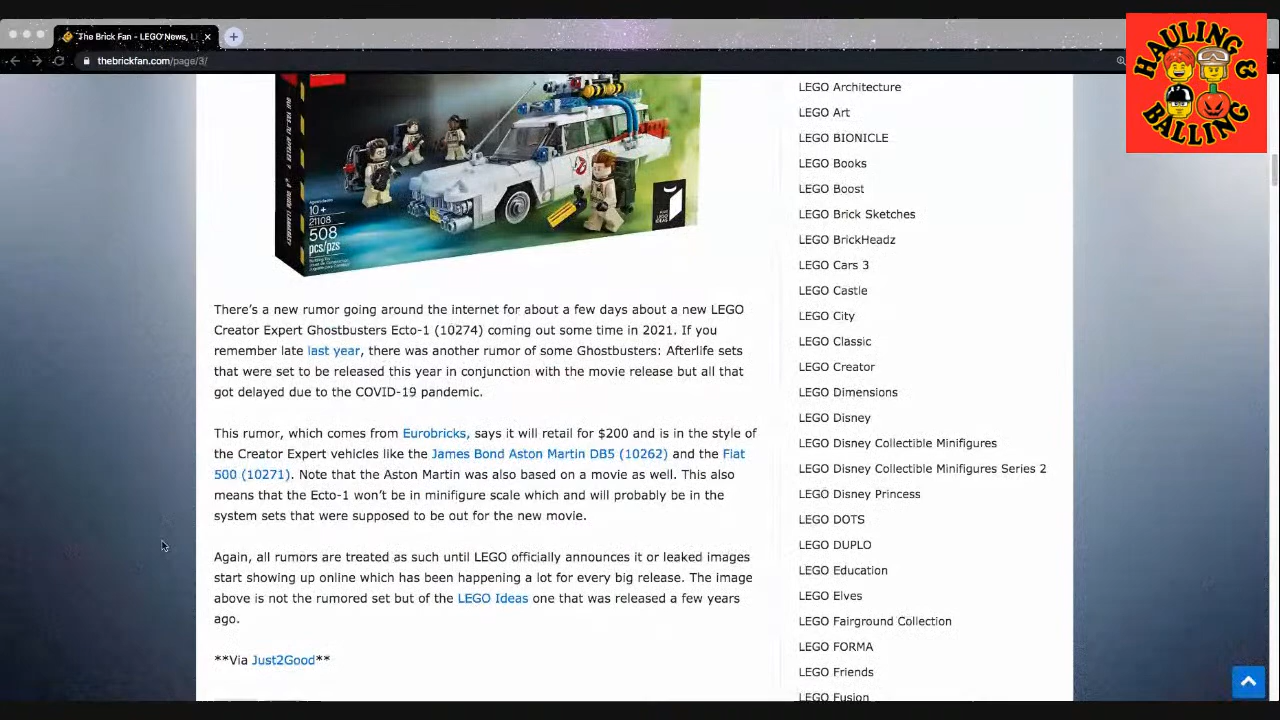 The Brick Fan - LEGO News, L
thebrickfan.com/page/3/
HAULING &
BALLING
10+
21108
508
pcs/pzs
There's a new rumor going around the internet for about a few days about a new LEGO
Creator Expert Ghostbusters Ecto-1 (10274) coming out some time in 2021. If you
remember late last year, there was another rumor of some Ghostbusters: Afterlife sets
that were set to be released this year in conjunction with the movie release but all that
got delayed due to the COVID-19 pandemic.
This rumor, which comes from Eurobricks, says it will retail for $200 and is in the style of
the Creator Expert vehicles like the James Bond Aston Martin DB5 (10262) and the Fiat
500 (10271). Note that the Aston Martin was also based on a movie as well. This also
means that the Ecto-1 won't be in minifigure scale which and will probably be in the
system sets that were supposed to be out for the new movie.
Again, all rumors are treated as such until LEGO officially announces it or leaked images
start showing up online which has been happening a lot for every big release. The image
above is not the rumored set but of the LEGO Ideas one that was released a few years
ago.
**Via Just2Good**
LEGO Architecture
LEGO Art
LEGO BIONICLE
LEGO Books
LEGO Boost
LEGO Brick Sketches
LEGO BrickHeadz
LEGO Cars 3
LEGO Castle
LEGO City
LEGO Classic
LEGO Creator
LEGO Dimensions
LEGO Disney
LEGO Disney Collectible Minifigures
LEGO Disney Collectible Minifigures Series 2
LEGO Disney Princess
LEGO DOTS
LEGO DUPLO
LEGO Education
LEGO Elves
LEGO Fairground Collection
LEGO FORMA
LEGO Friends
LEGO Fusion